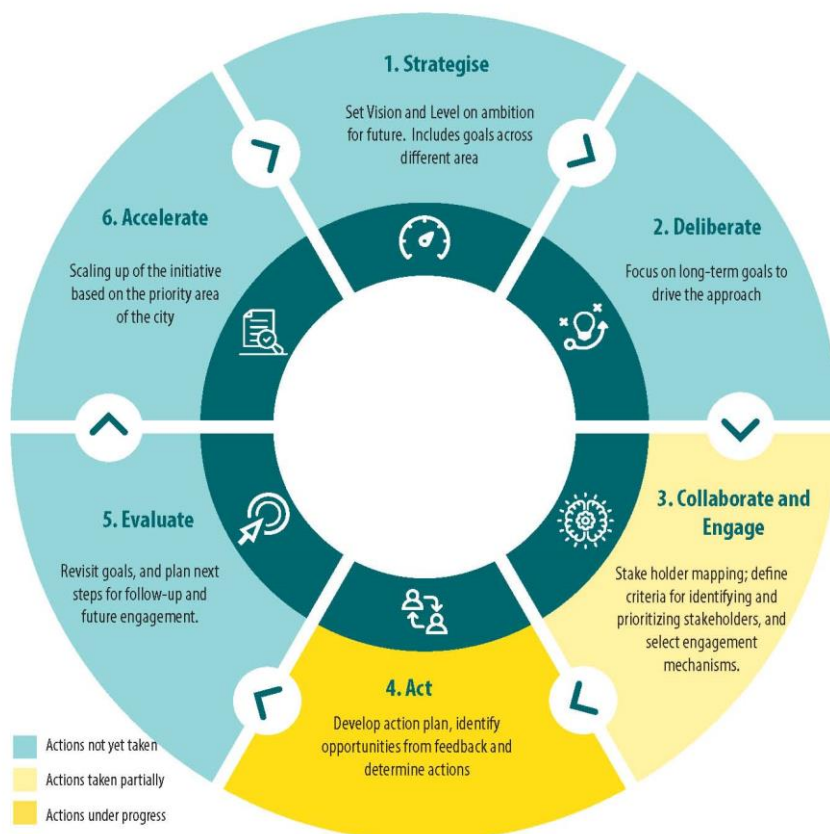 1. Strategise
Set Vision and Level on ambition
for future. Includes goals across
different area
2. Deliberate
Focus on long-term goals to
drive the approach
3. Collaborate and
Engage
Stake holder mapping; define
criteria for identifying and
prioritizing stakeholders, and
select engagement
mechanisms.
4. Act
Develop action plan, identify
opportunities from feedback and
determine actions
5. Evaluate
Revisit goals, and plan next
steps for follow-up and
future engagement.
6. Accelerate
Scaling up of the initiative
based on the priority area
of the city
Actions not yet taken
Actions taken partially
Actions under progress